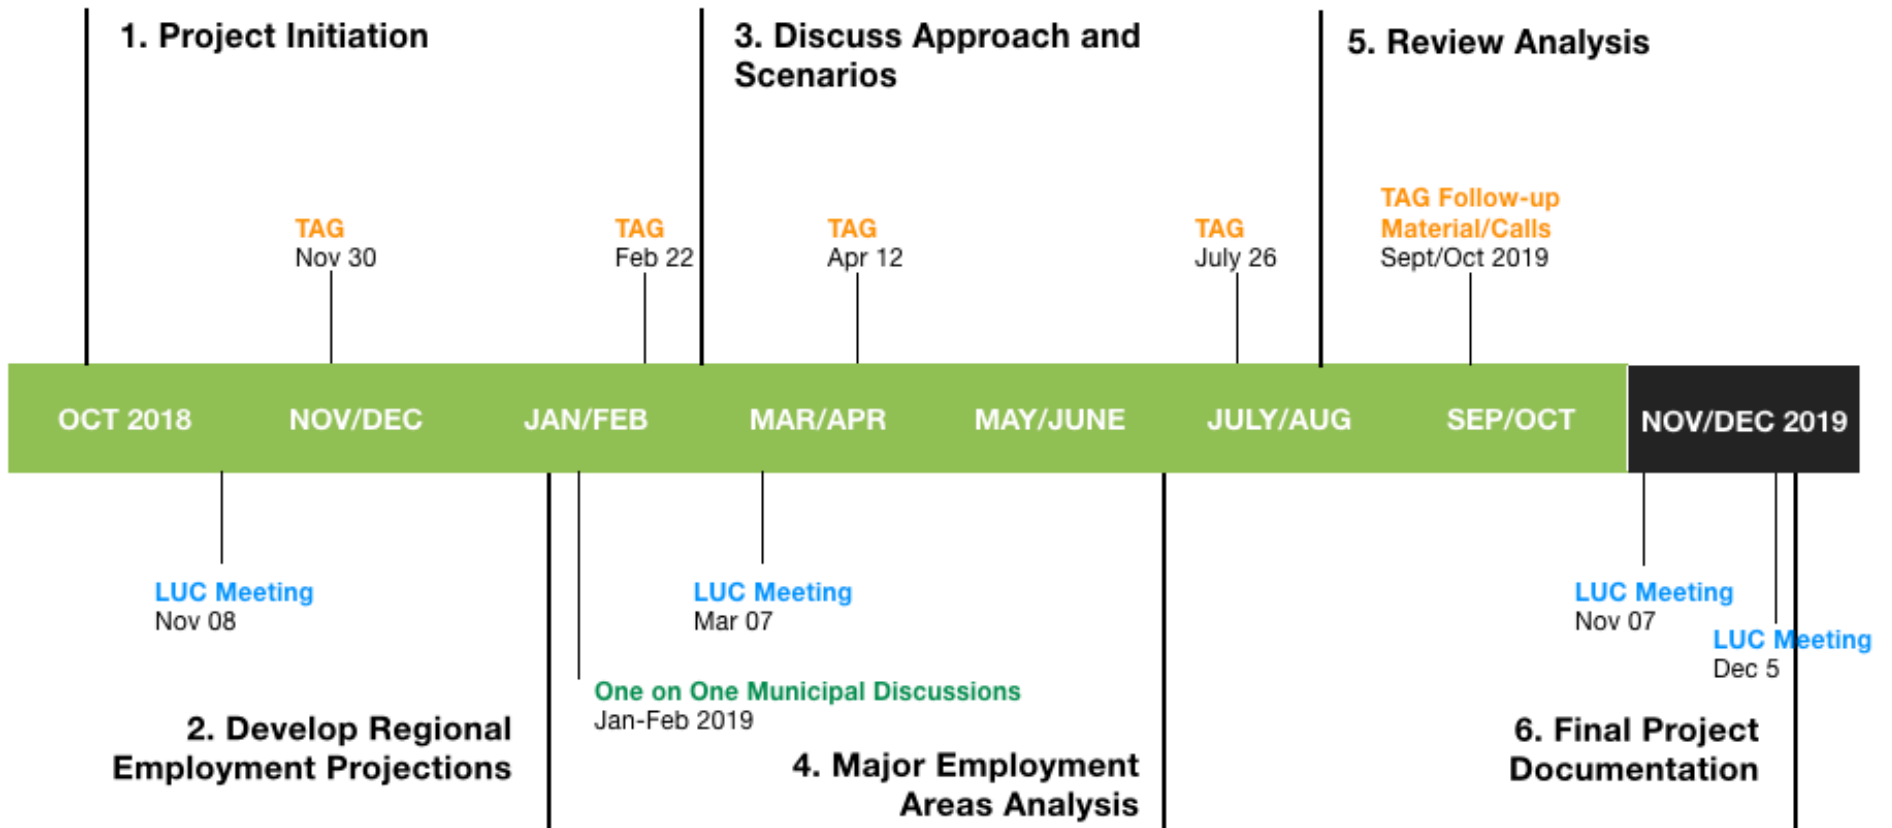 1. Project Initiation
3. Discuss Approach and
Scenarios
5. Review Analysis
TAG
Nov 30
TAG
Feb 22
TAG
Apr 12
TAG
July 26
TAG Follow-up
Material/Calls
Sept/Oct 2019
OCT 2018
NOV/DEC
JAN/FEB
MAR/APR
MAY/JUNE
JULY/AUG
SEP/OCT
NOV/DEC 2019
LUC Meeting
Nov 08
LUC Meeting
Mar 07
LUC Meeting
Nov 07
LUC Meeting
Dec 5
One on One Municipal Discussions
Jan-Feb 2019
2. Develop Regional
Employment Projections
4. Major Employment
Areas Analysis
6. Final Project
Documentation